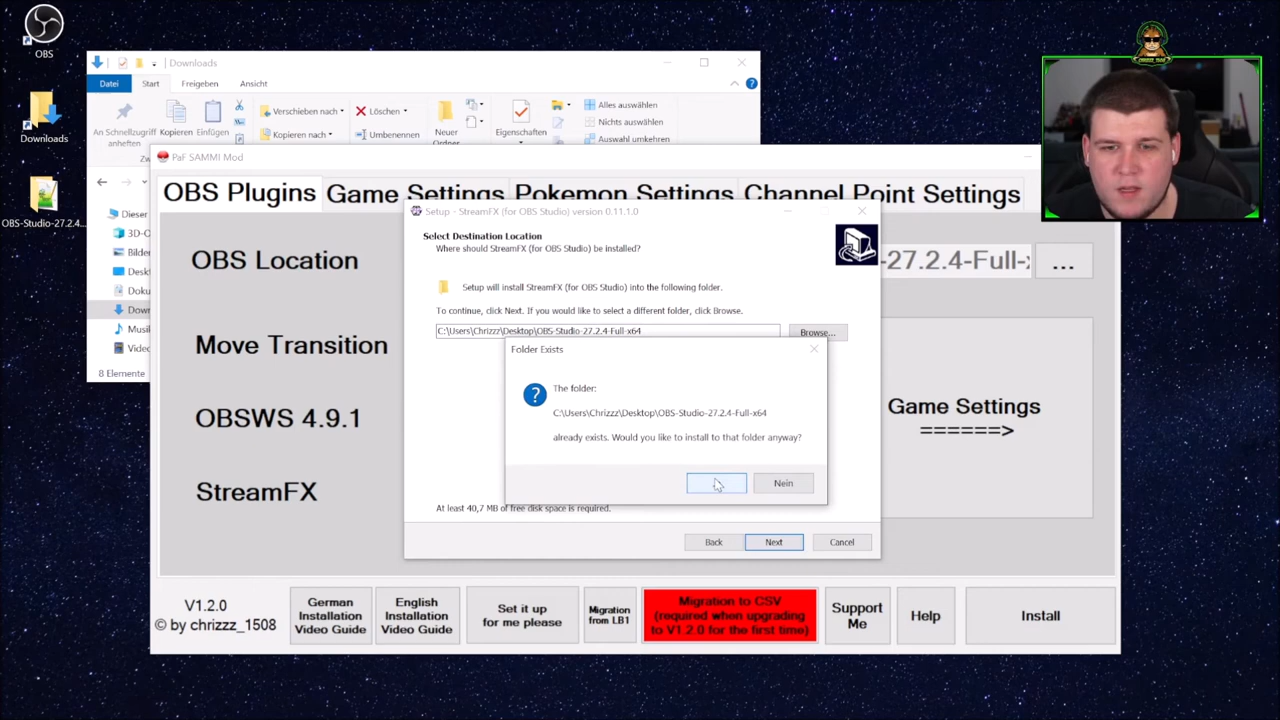 OBS
Downloads
OBS-Studio-27.2.4...
Downloads
Datei
Start
Freigeben
Ansicht
An Schnellzugriff
anheften
Kopieren
Einfügen
Verschieben nach
Kopieren nach
Löschen
Umbenennen
Neuer
Ordner
Eigenschaften
Alles auswählen
Nichts auswählen
Auswahl umkehren
Dieser
3D-O
Bilder
Deskt
Doku
Down
Musil
Video
8 Elemente
PaF SAMMI Mod
OBS Plugins
Game Settings
Pokemon Settings
Channel Point Settings
OBS Location
-27.2.4-Full-
...
Move Transition
OBSWS 4.9.1
StreamFX
Game Settings
======>
Setup - StreamFX (for OBS Studio) version 0.11.1.0
Select Destination Location
Where should StreamFX (for OBS Studio) be installed?
Setup will install StreamFX (for OBS Studio) into the following folder.
To continue, click Next. If you would like to select a different folder, click Browse.
C:\Users\Chrizzz\Desktop\OBS-Studio-27.2.4-Full-x64
Browse...
Folder Exists
The folder:
C:\Users\Chrizzz\Desktop\OBS-Studio-27.2.4-Full-x64
already exists. Would you like to install to that folder anyway?
Nein
At least 40,7 MB of free disk space is required.
Back
Next
Cancel
V1.2.0
© by chrizzz_1508
German
Installation
Video Guide
English
Installation
Video Guide
Set it up
for me please
Migration
from LB1
Migration to CSV
(required when upgrading
to V1.2.0 for the first time)
Support
Me
Help
Install